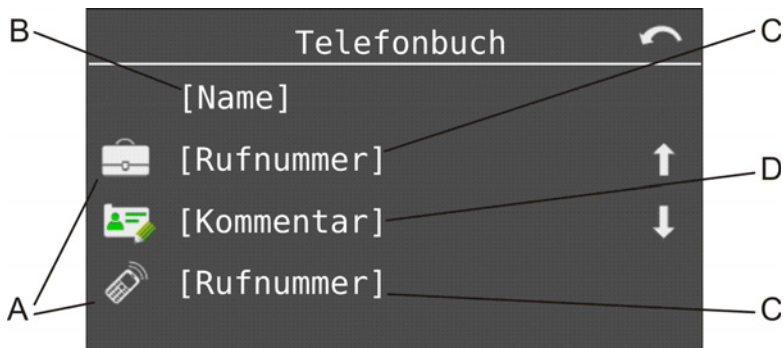 B
Telefonbuch
C
[Name]
[Rufnummer]
[Kommentar]
D
[Rufnummer]
A
C